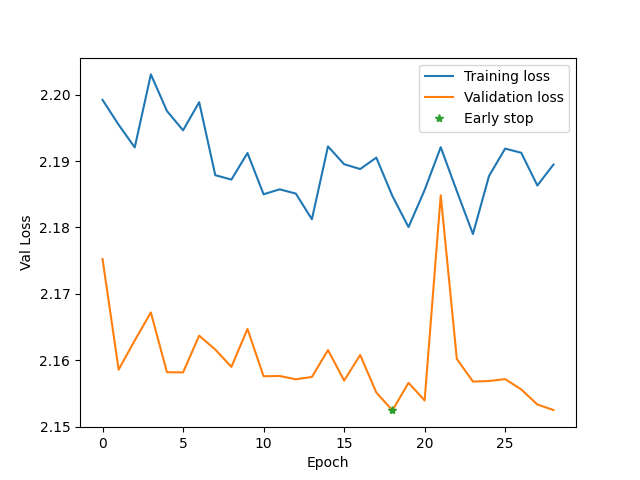 Training loss
Validation loss
Early stop
2.20
2.19
2.18
2.17
2.16
2.15
Val Loss
0 5 10 15 20 25
Epoch